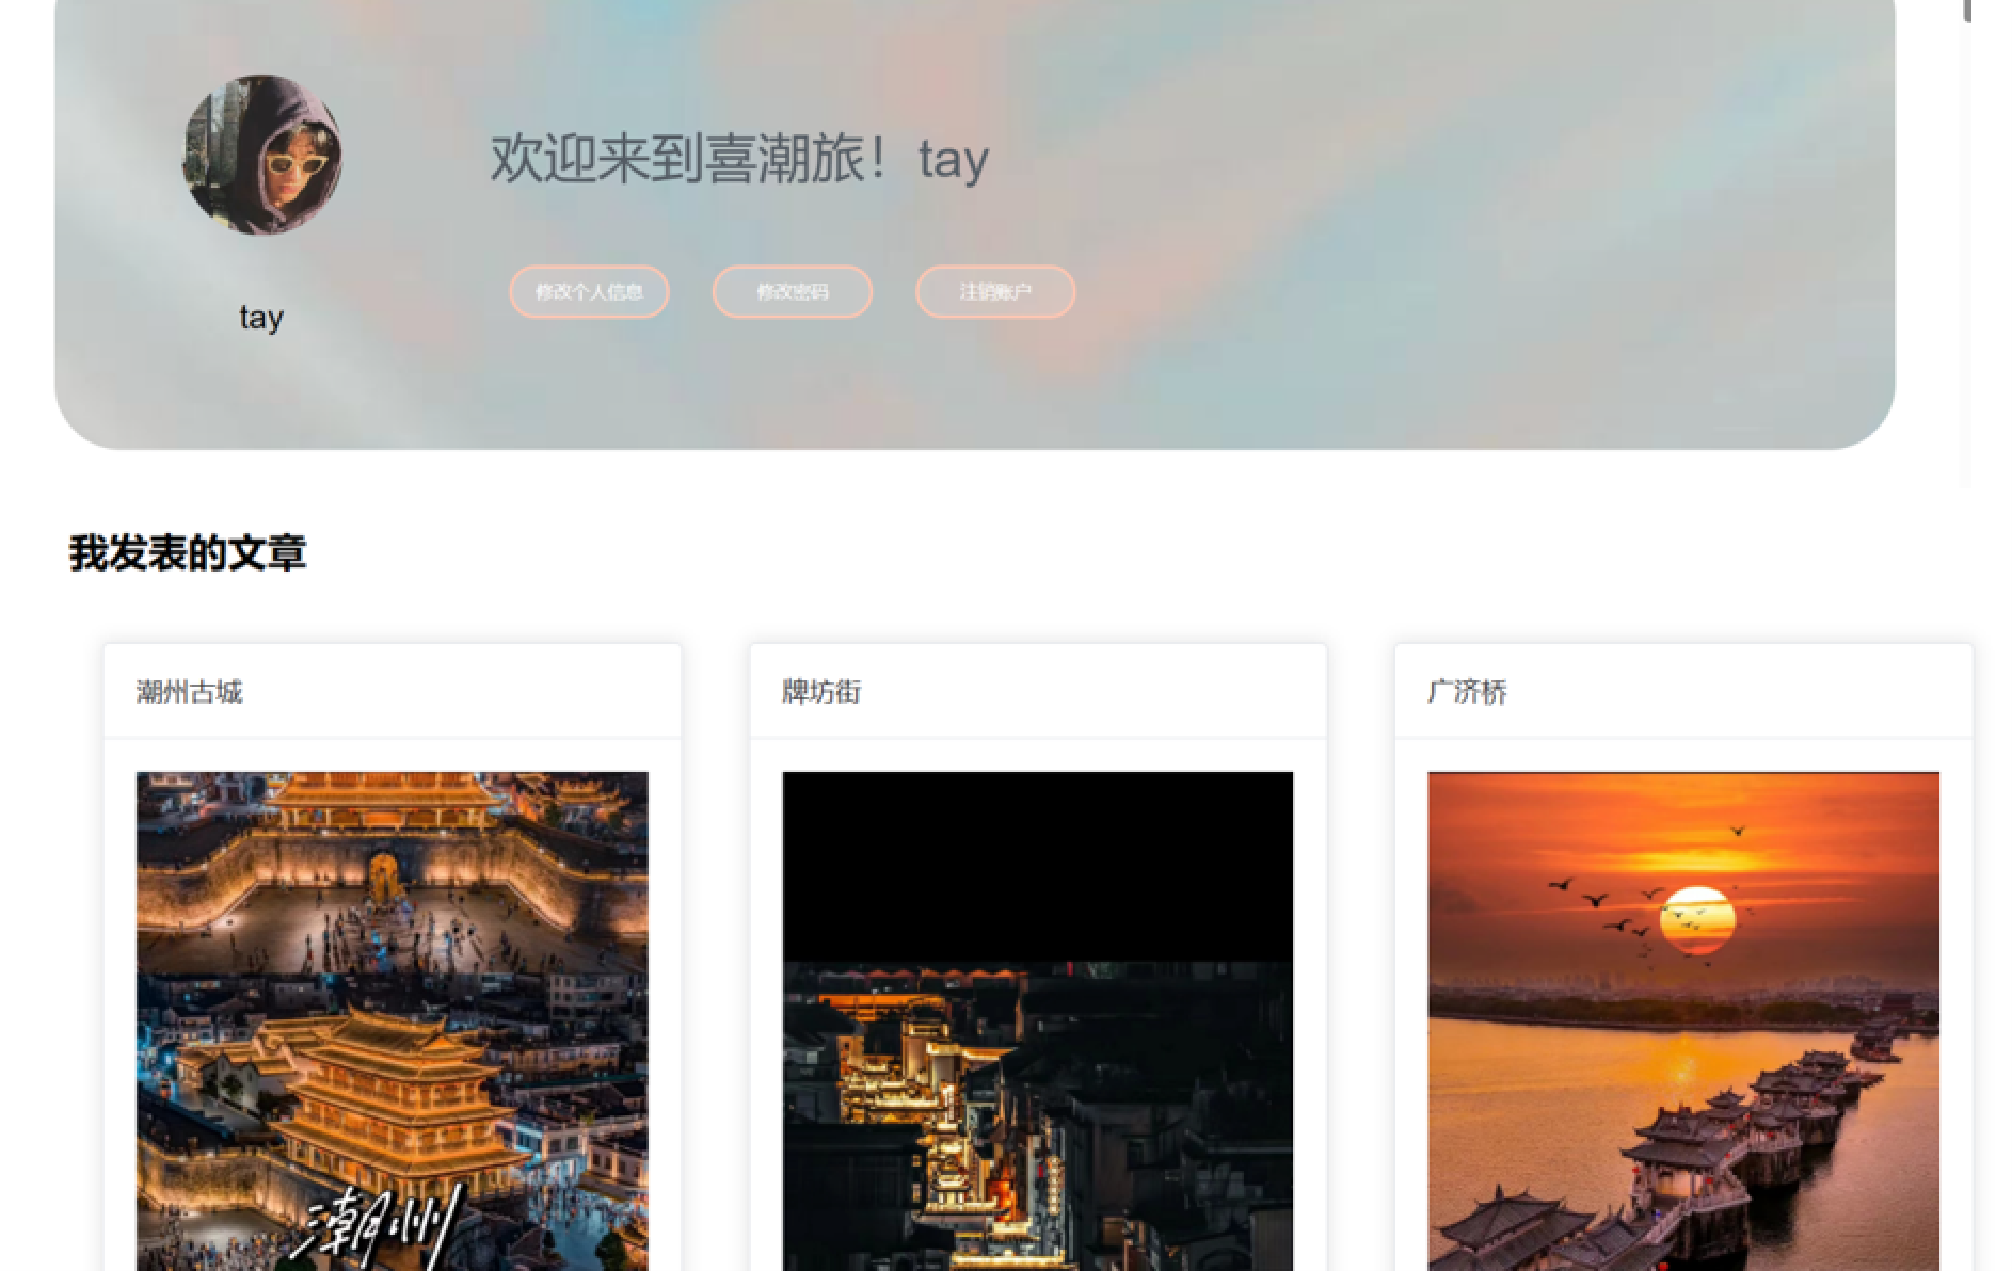 欢迎来到喜潮旅！tay
修改个人信息 修改密码 注销账户
tay
我发表的文章
潮州古城 牌坊街 广济桥
潮州